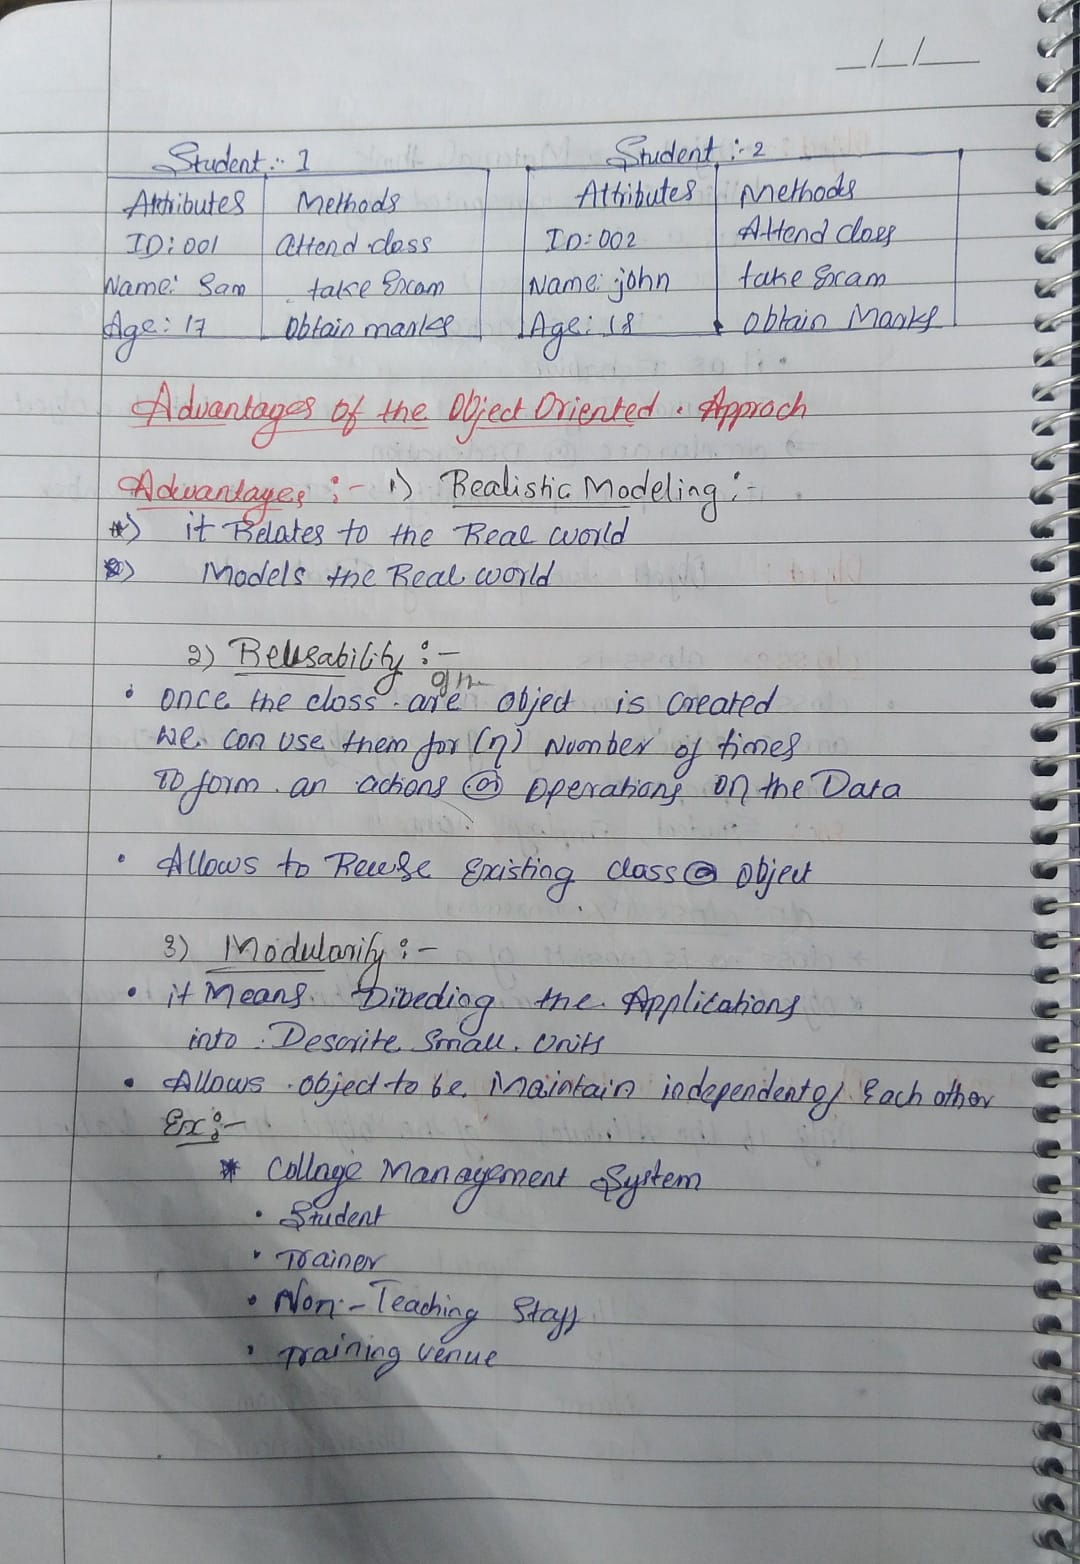 _/_/__
Student :- 1
Attributes Methods
ID: 001 attend class
Name: Sam take Exam
Age: 17 Obtain marks
Student :- 2
Attributes Methods
ID: 002 Attend class
Name: john take Exam
Age: 18 Obtain Marks
Advantages of the Object Oriented. Approch
Advantages :- 1) Realistic Modeling :-
*) it Relates to the Real world
*) Models the Real world
2) Reusability :-
• once the class are object is created
we can use them for (n) Number of times
To form an actions or operations on the Data
• Allows to Reuse Existing class or object
3) Modularity :-
• it Means Diveding the Applications
into Descrite Small Units
• Allows object to be Maintain independent of Each other
Ex :-
* Collage Management System
• Student
• Trainer
• Non-Teaching Staff
• Training Venue